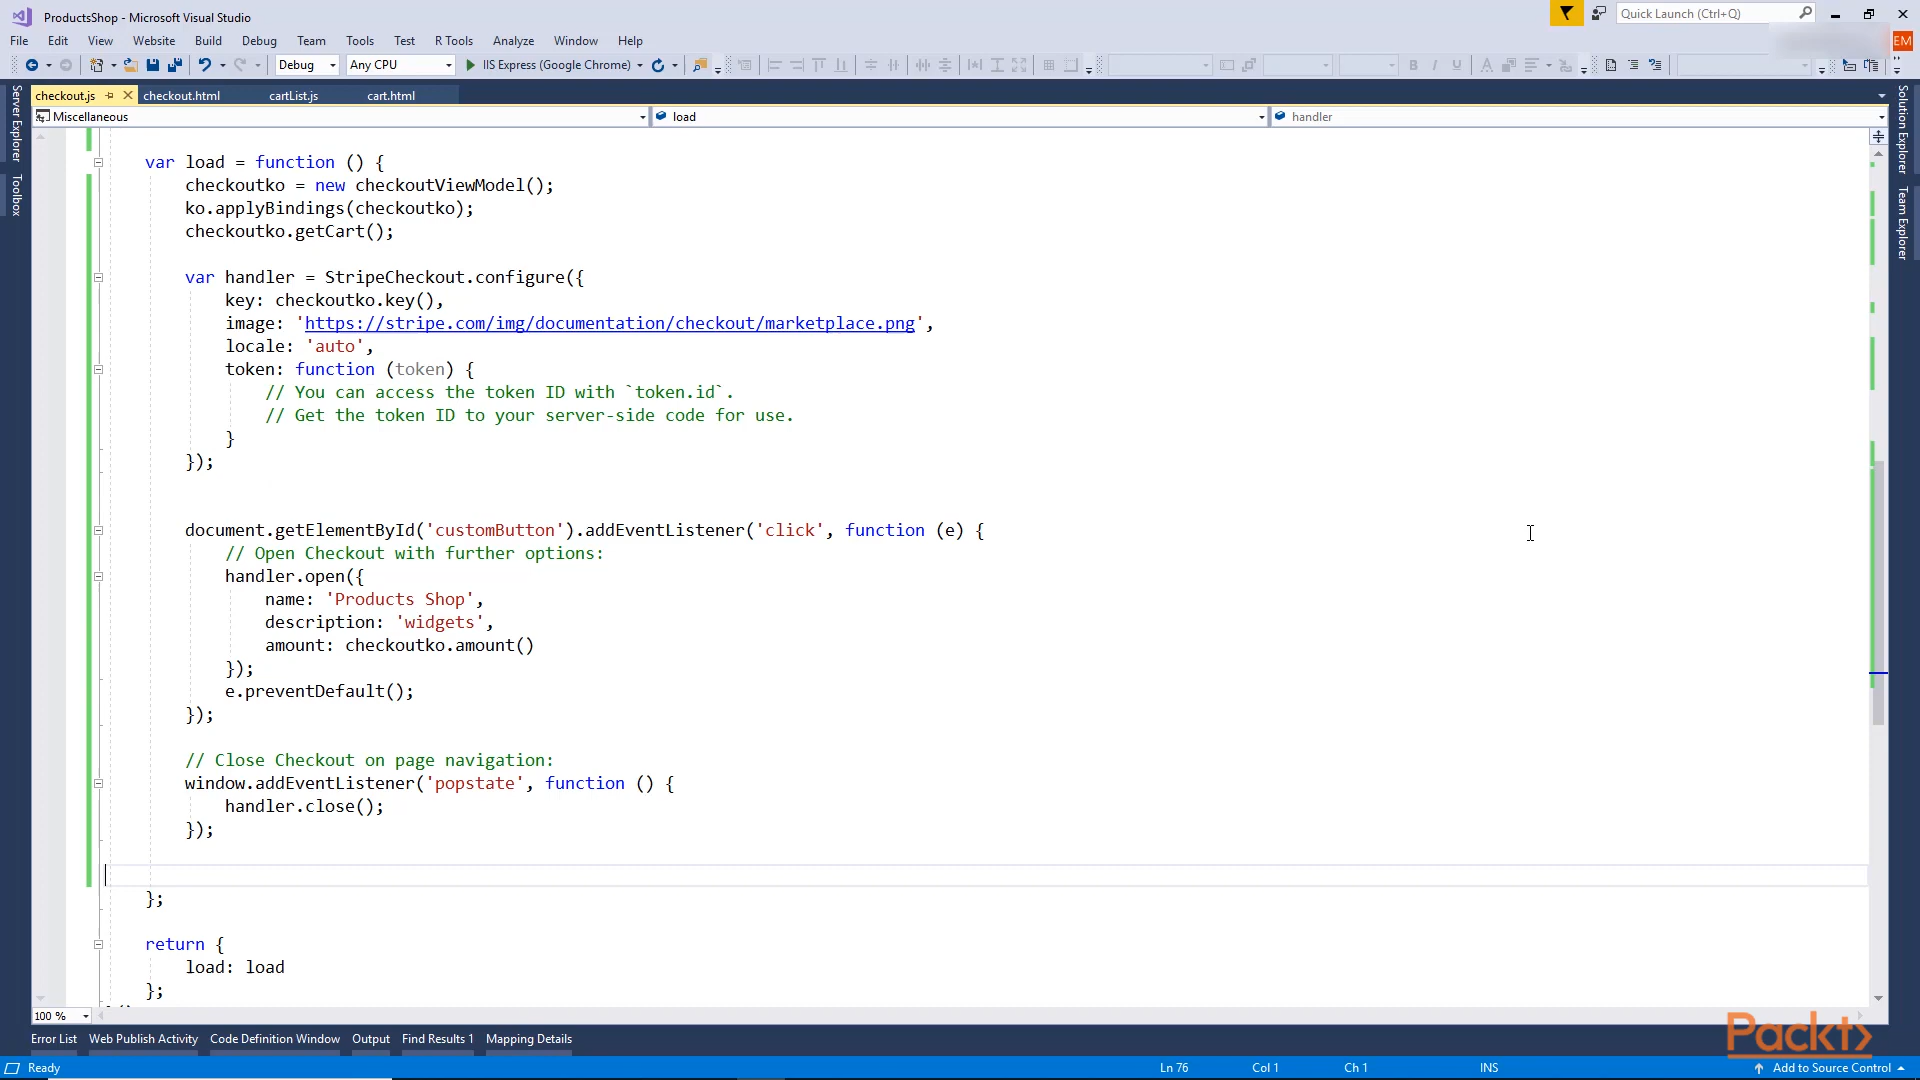 ProductsShop - Microsoft Visual Studio
Quick Launch (Ctrl+Q)
File Edit View Website Build Debug Team Tools Test R Tools Analyze Window Help
EM
Debug Any CPU IIS Express (Google Chrome)
checkout.js checkout.html cartList.js cart.html
Miscellaneous load handler
Server Explorer
Toolbox
Solution Explorer
Team Explorer
var load = function () {
checkoutko = new checkoutViewModel();
ko.applyBindings(checkoutko);
checkoutko.getCart();
var handler = StripeCheckout.configure({
key: checkoutko.key(),
image: 'https://stripe.com/img/documentation/checkout/marketplace.png',
locale: 'auto',
token: function (token) {
// You can access the token ID with `token.id`.
// Get the token ID to your server-side code for use.
}
});
document.getElementById('customButton').addEventListener('click', function (e) {
// Open Checkout with further options:
handler.open({
name: 'Products Shop',
description: 'widgets',
amount: checkoutko.amount()
});
e.preventDefault();
});
// Close Checkout on page navigation:
window.addEventListener('popstate', function () {
handler.close();
});
};
return {
load: load
};
100 %
Error List Web Publish Activity Code Definition Window Output Find Results 1 Mapping Details
Packt>
Ready Ln 76 Col 1 Ch 1 INS Add to Source Control